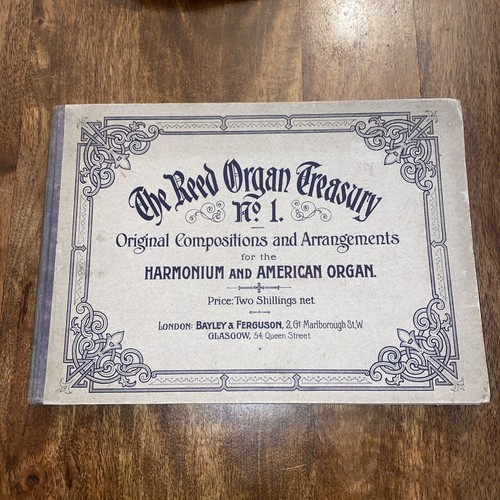 The Reed Organ Treasury
No 1.
Original Compositions and Arrangements
for the
HARMONIUM AND AMERICAN ORGAN.
Price: Two Shillings net
LONDON: BAYLEY & FERGUSON, 2, Gt Marlborough St, W
GLASGOW, 54 Queen Street